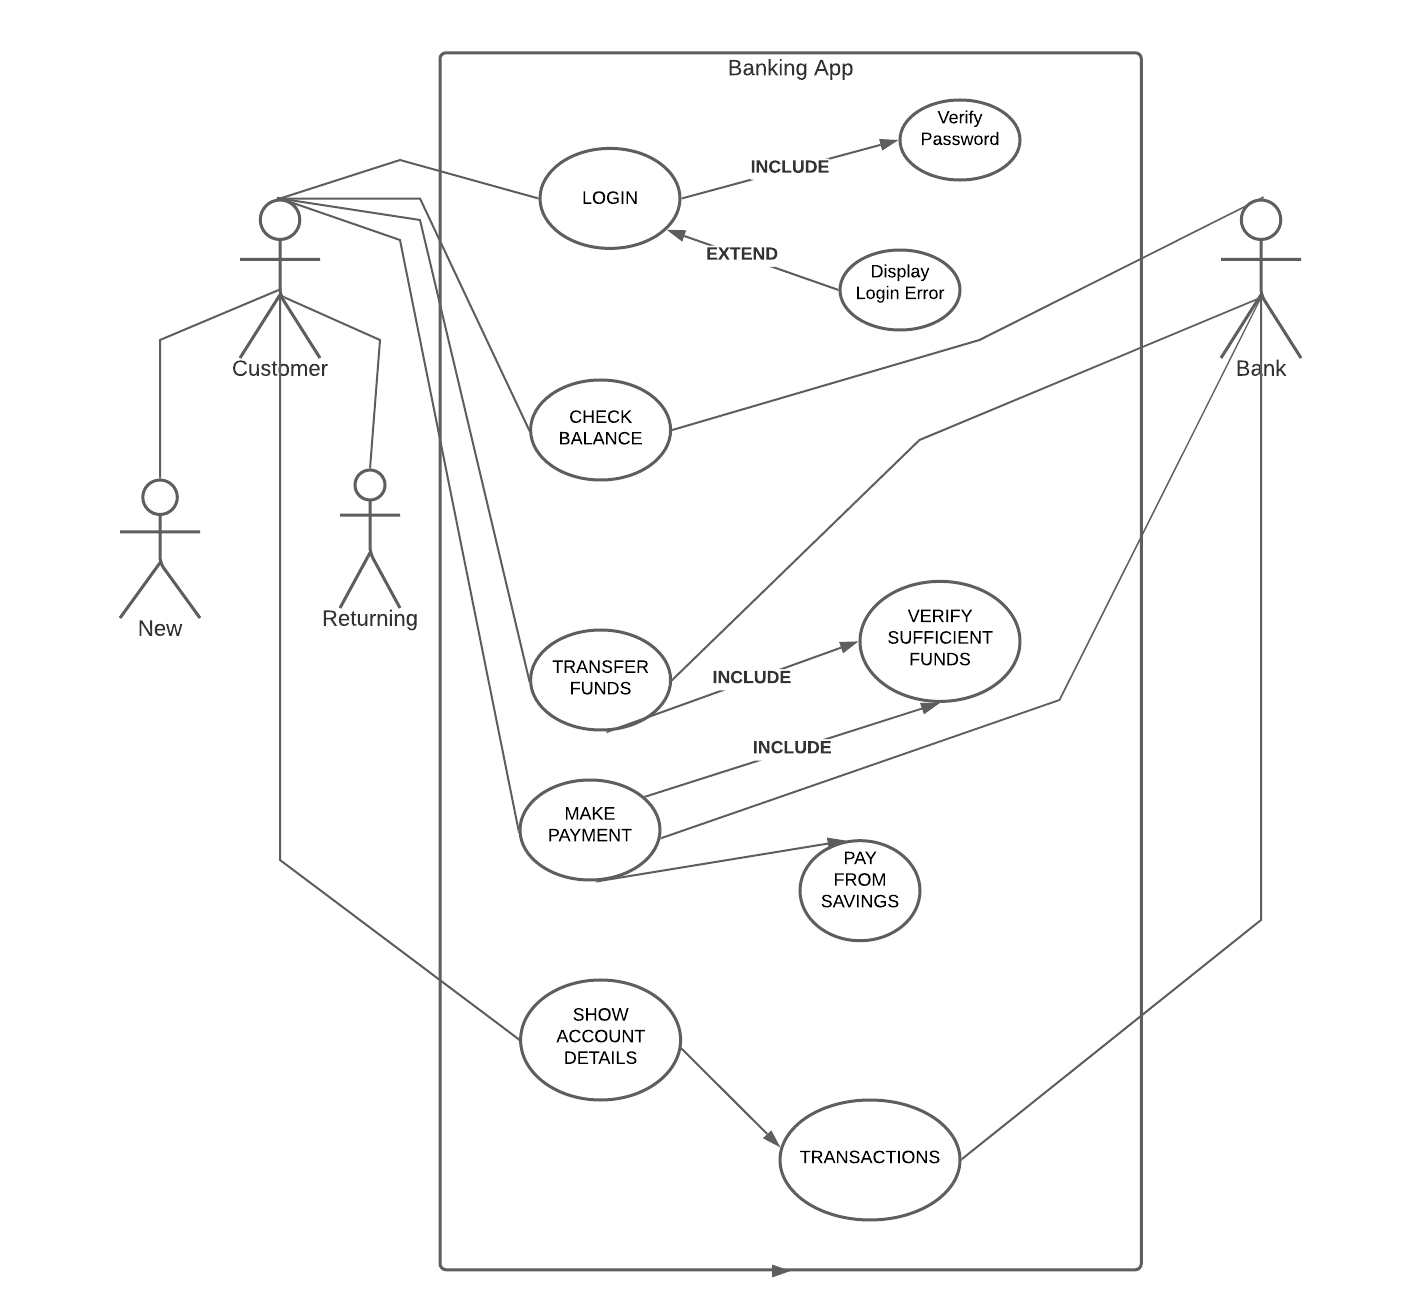 Banking App
Verify
Password
INCLUDE
LOGIN
EXTEND
Display
Login Error
Customer
Bank
CHECK
BALANCE
New
Returning
VERIFY
SUFFICIENT
FUNDS
TRANSFER
FUNDS
INCLUDE
INCLUDE
MAKE
PAYMENT
PAY
FROM
SAVINGS
SHOW
ACCOUNT
DETAILS
TRANSACTIONS